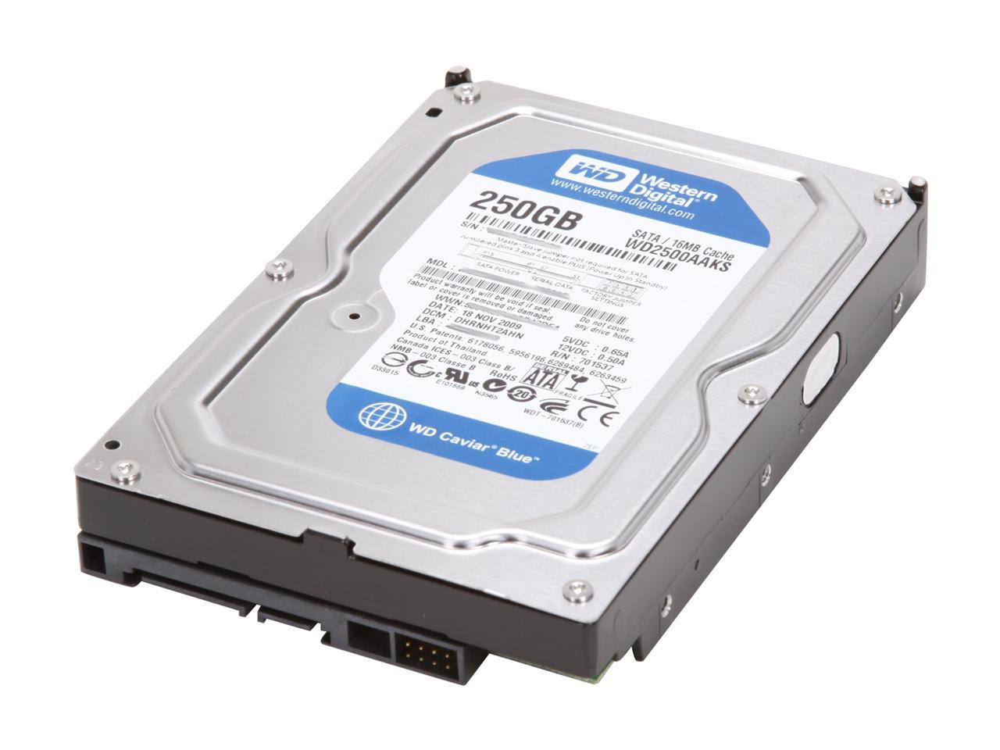 WD Western Digital®
www.westerndigital.com
250GB
SATA / 16MB Cache
S/N :
WD2500AAKS
Master/Slave jumper not required for SATA
Jumpered pins 3 and 4 enable PUIS (Power Up In Standby)
SATA POWER SERIAL DATA FACTORY JUMPER SETTINGS
MDL :
Product warranty will be void if seal,
label or cover is removed or damaged.
Do not cover
any drive holes.
WWN:
DATE: 18 NOV 2009
DCM : DHRNHT2AHN
LBA :
5VDC : 0.65A
12VDC : 0.50A
R/N : 701537
U.S. Patents: 6178056, 5956196, 6289484, 6263459
Product of Thailand
Canada ICES - 003 Class B/
NMB - 003 Classe B
RoHS
SERIAL ATA
FRAGILE
D33015
E101559
N3565
20
WDT - 701537(B)
CE
WD Caviar® Blue™
ZEP